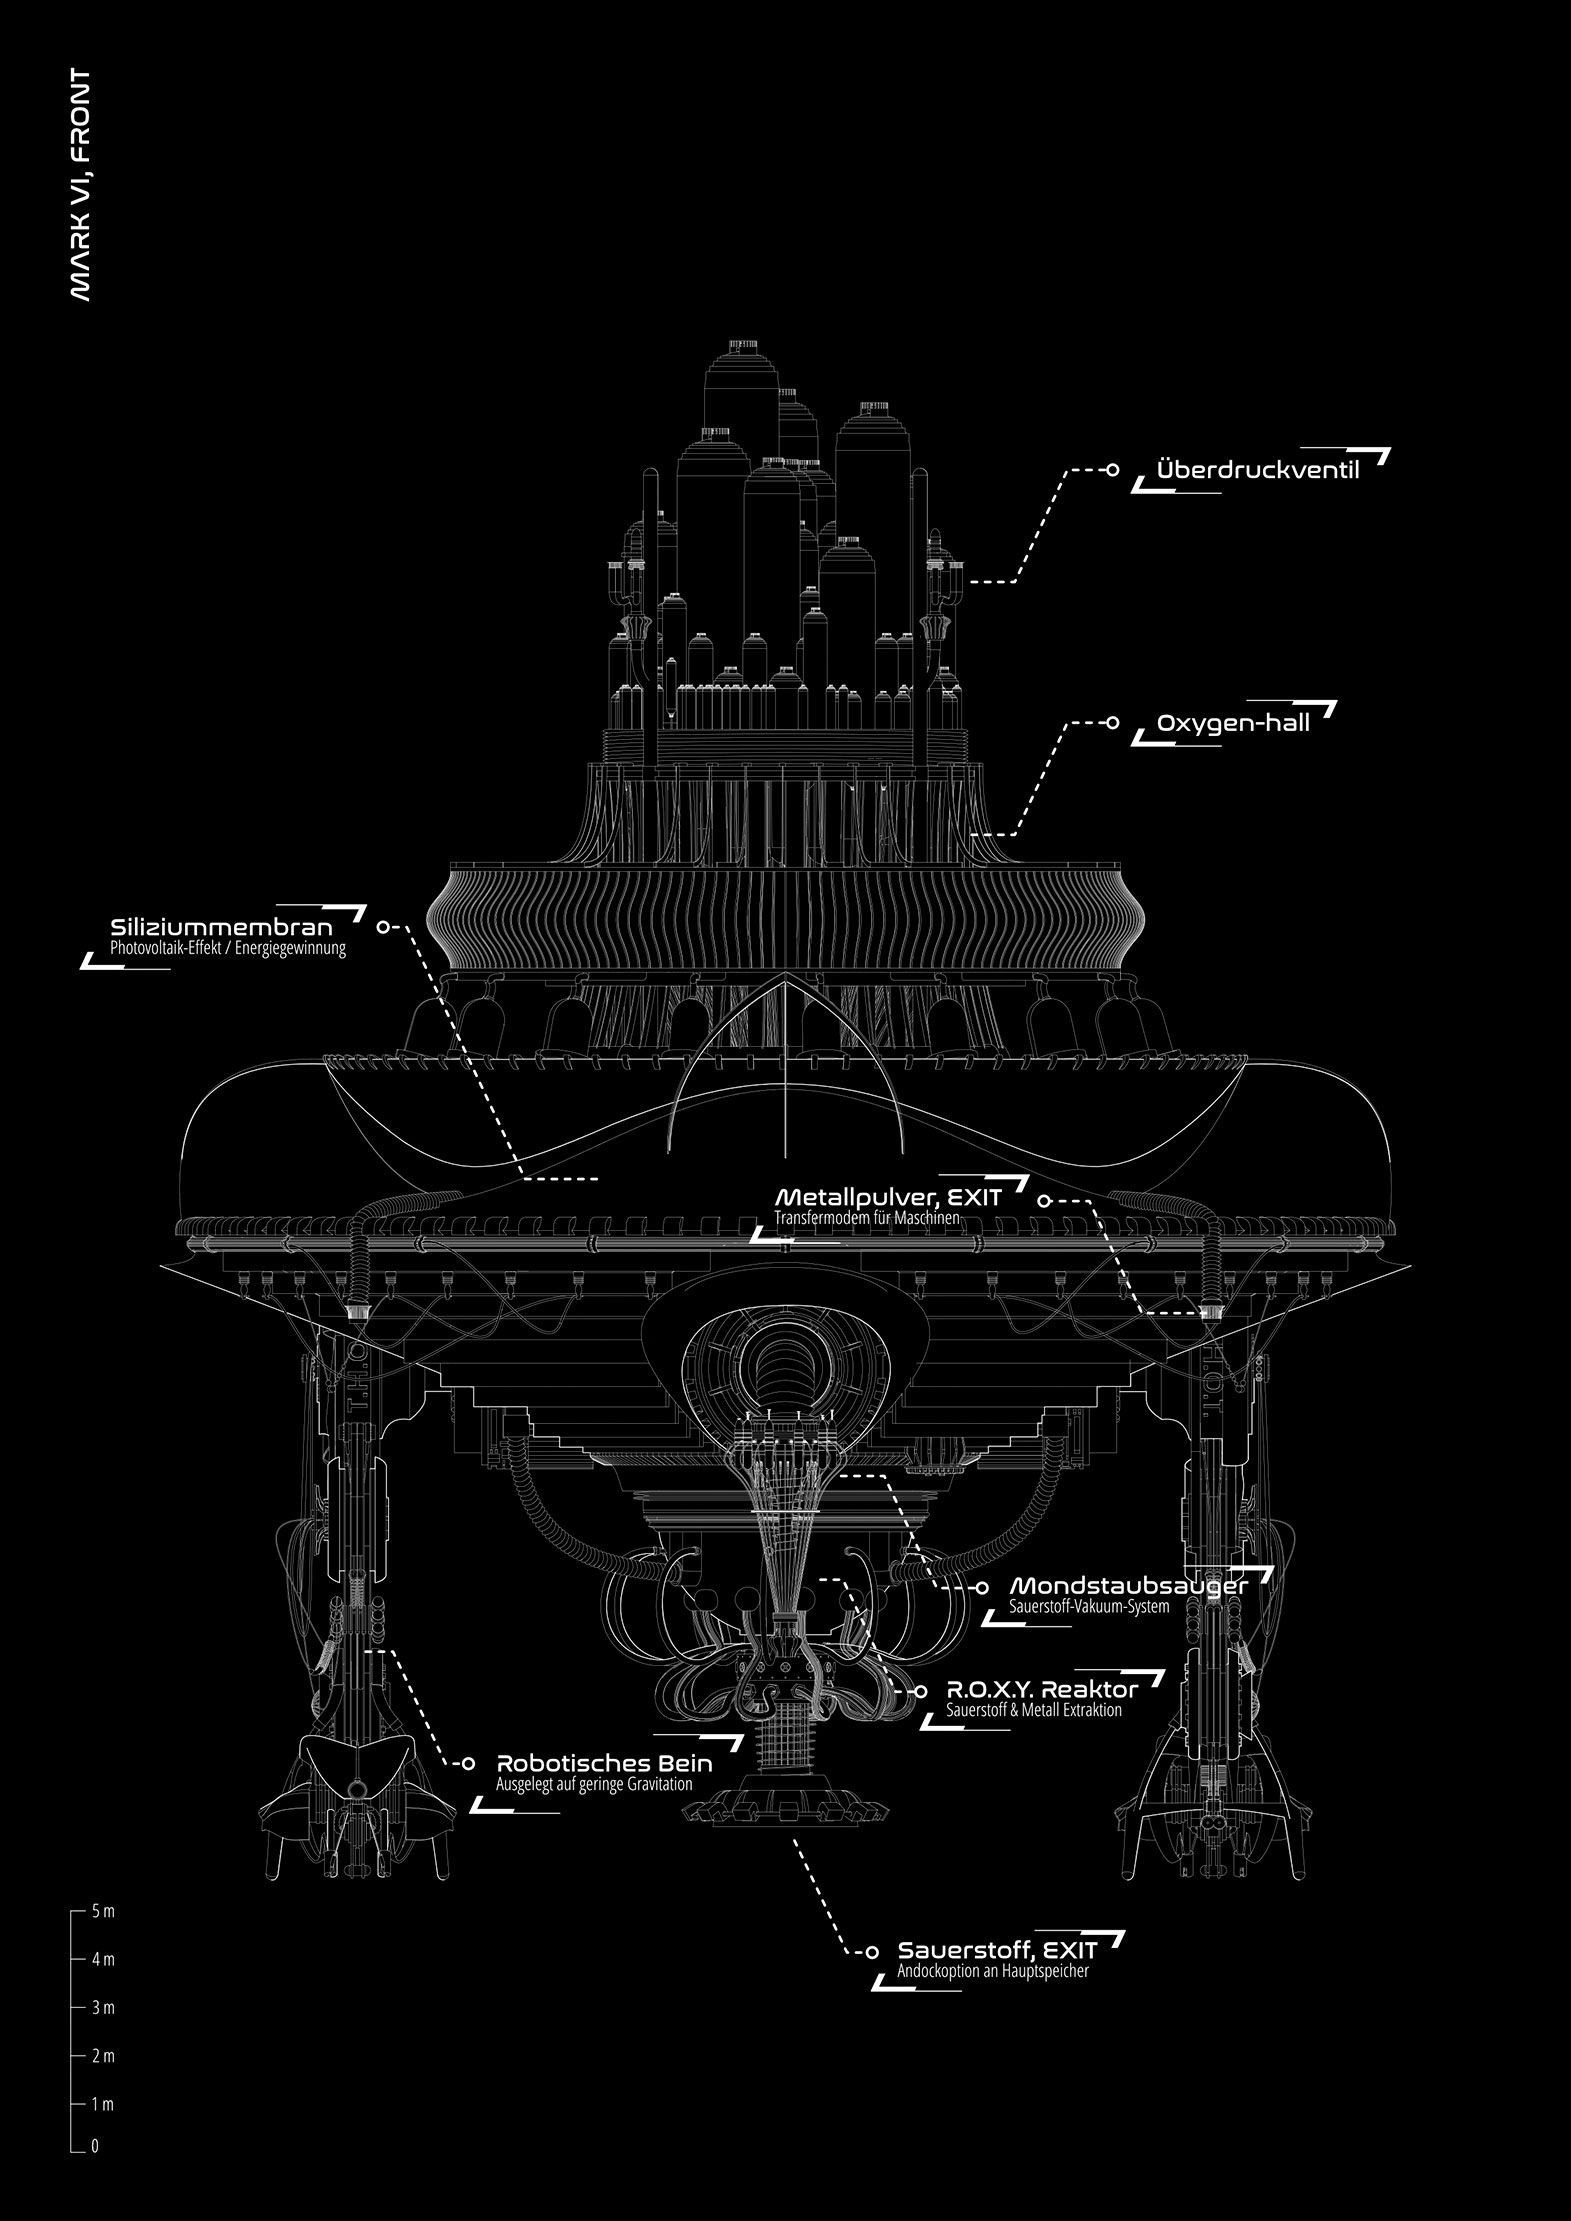 MARK VI, FRONT
Überdruckventil
Oxygen-hall
Siliziummembran
Photovoltaik-Effekt / Energiegewinnung
Metallpulver, EXIT
Transfermodem für Maschinen
Mondstaubsauger
Sauerstoff-Vakuum-System
R.O.X.Y. Reaktor
Sauerstoff & Metall Extraktion
Robotisches Bein
Ausgelegt auf geringe Gravitation
Sauerstoff, EXIT
Andockoption an Hauptspeicher
5 m
4 m
3 m
2 m
1 m
0